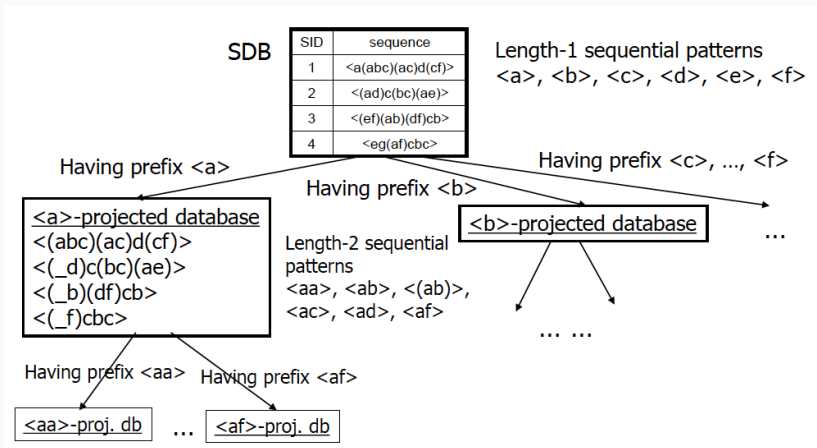 SDB
SID sequence
1 <a(abc)(ac)d(cf)>
2 <(ad)c(bc)(ae)>
3 <(ef)(ab)(df)cb>
4 <eg(af)cbc>
Length-1 sequential patterns
<a>, <b>, <c>, <d>, <e>, <f>
Having prefix <a>
Having prefix <b>
Having prefix <c>, ..., <f>
<a>-projected database
<(abc)(ac)d(cf)>
<(_d)c(bc)(ae)>
<(_b)(df)cb>
<(_f)cbc>
Length-2 sequential
patterns
<aa>, <ab>, <(ab)>,
<ac>, <ad>, <af>
<b>-projected database
...
... ...
Having prefix <aa>
Having prefix <af>
<aa>-proj. db
...
<af>-proj. db